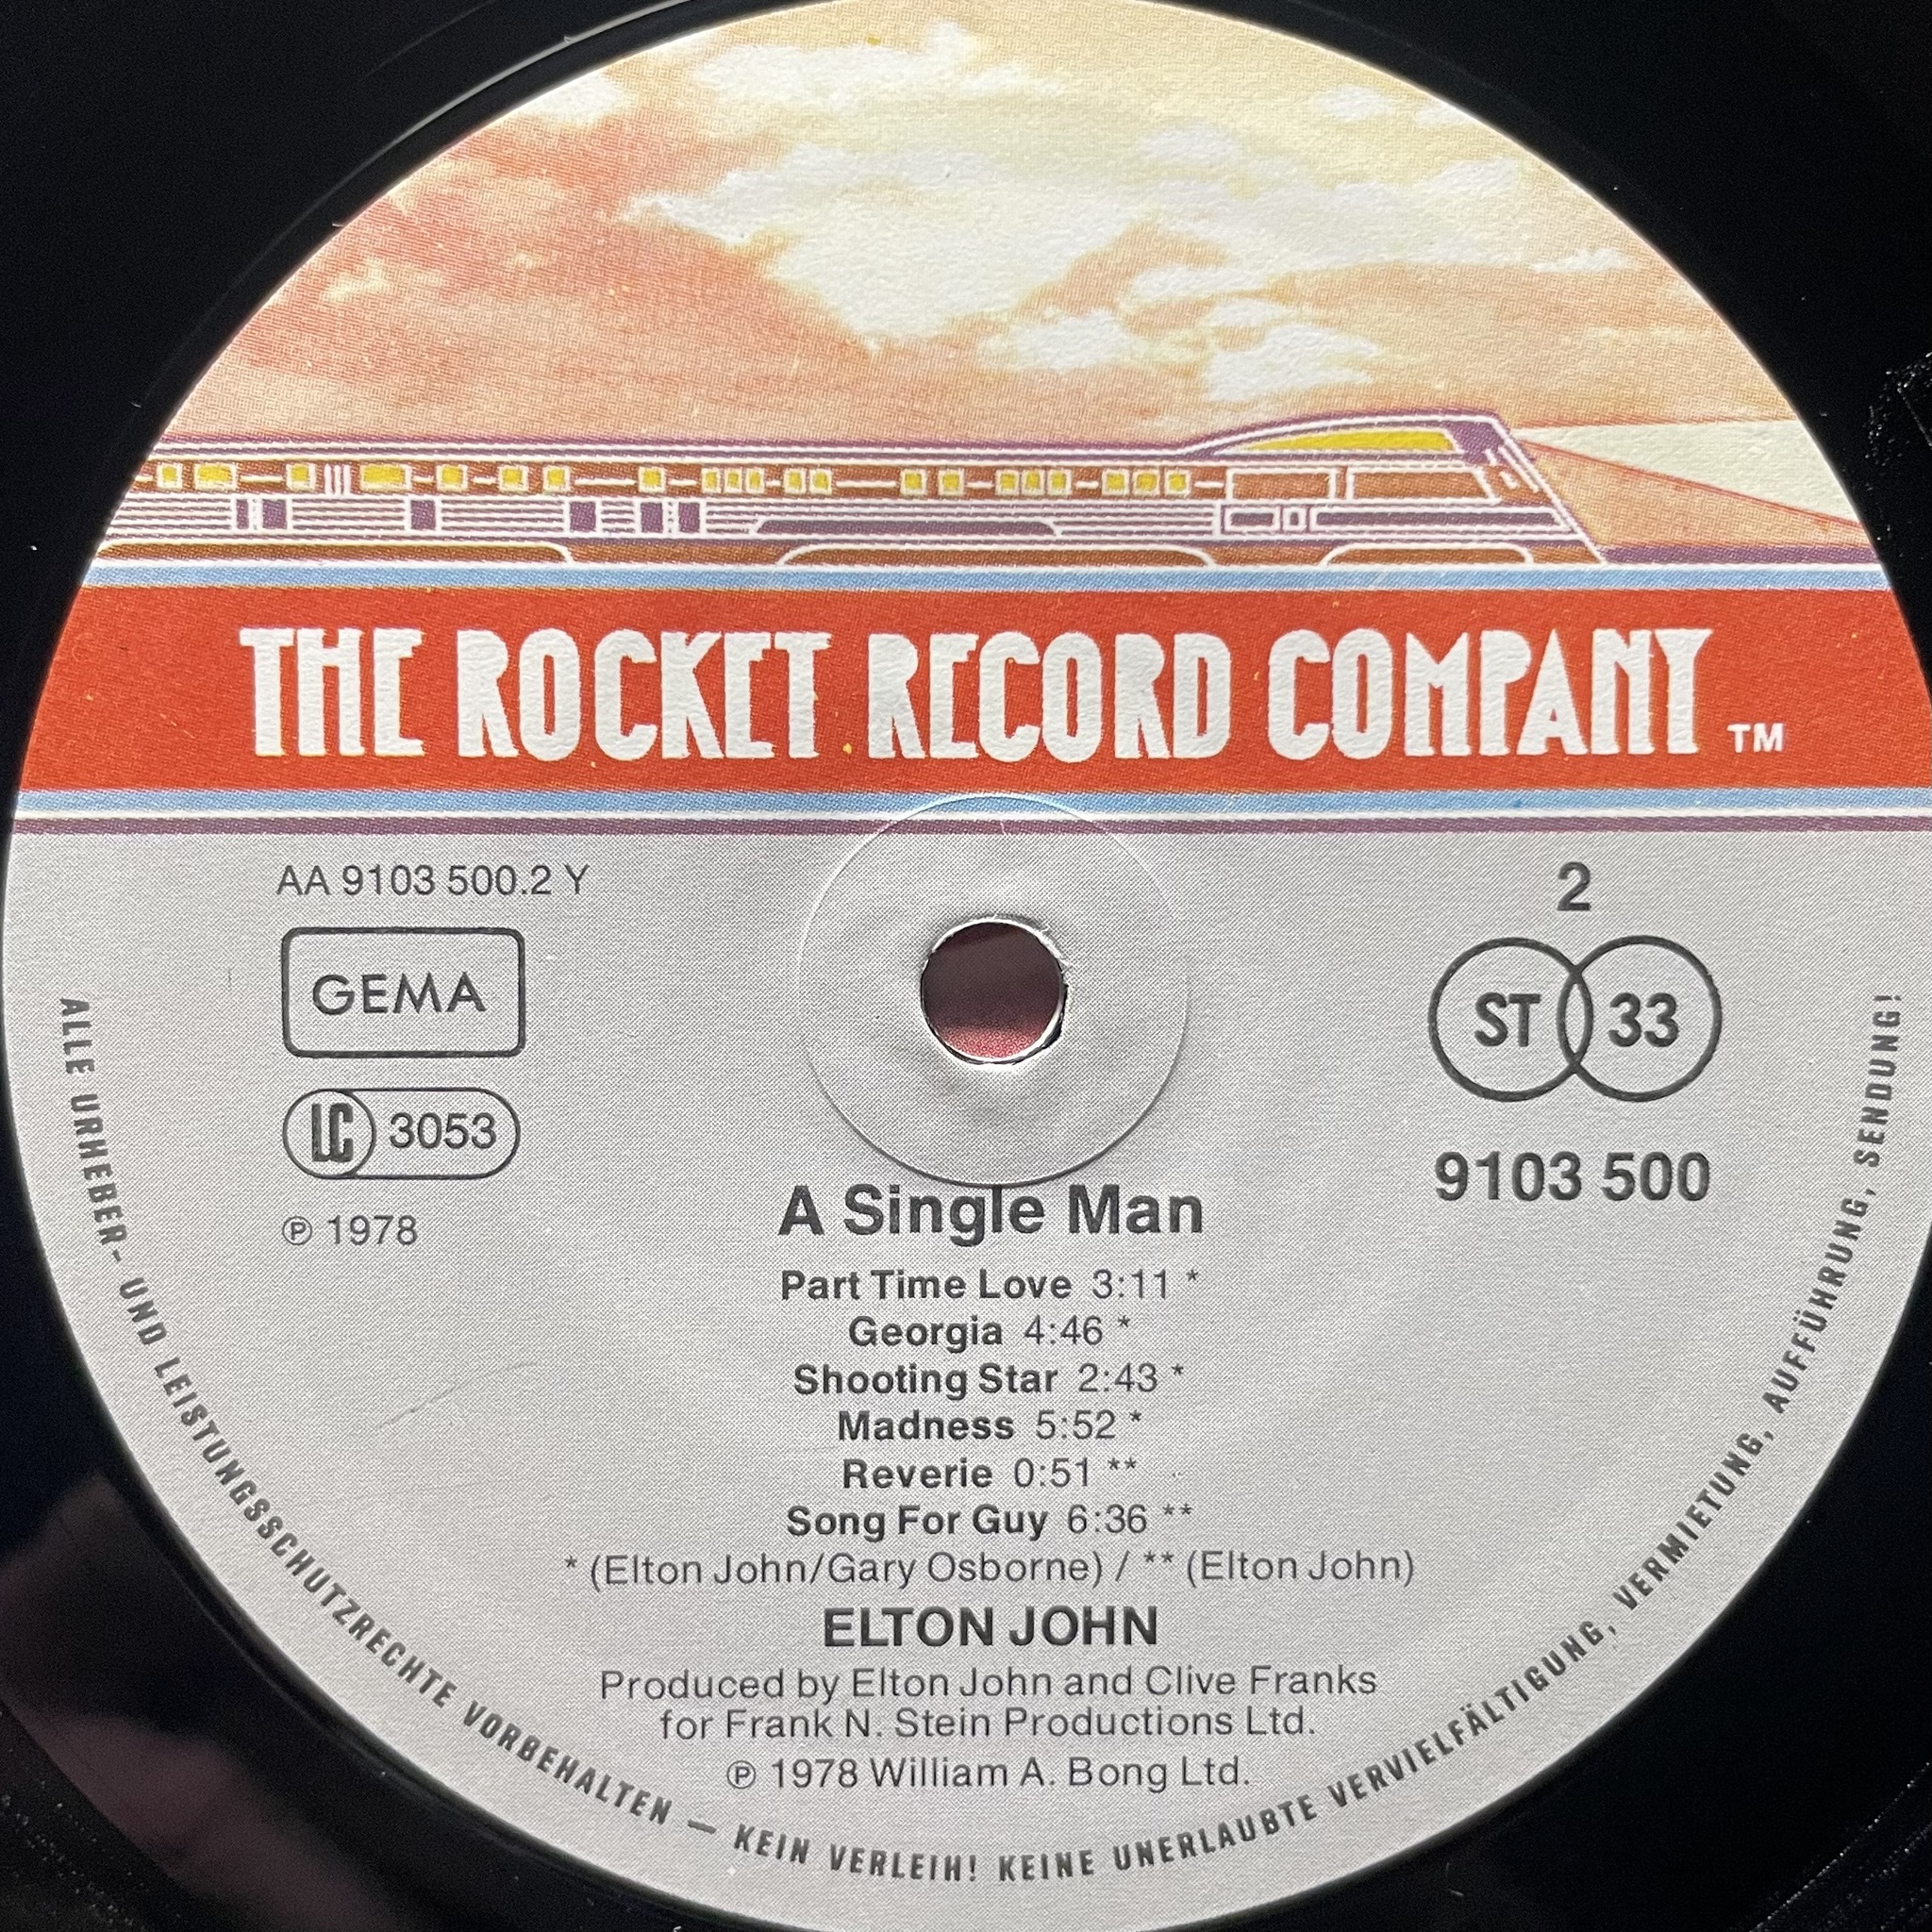 THE ROCKET RECORD COMPANY TM
AA 9103 500.2 Y
GEMA
LC 3053
℗ 1978
2
ST 33
9103 500
A Single Man
Part Time Love 3:11 *
Georgia 4:46 *
Shooting Star 2:43 *
Madness 5:52 *
Reverie 0:51 **
Song For Guy 6:36 **
* (Elton John/Gary Osborne) / ** (Elton John)
ELTON JOHN
Produced by Elton John and Clive Franks
for Frank N. Stein Productions Ltd.
℗ 1978 William A. Bong Ltd.
ALLE URHEBER- UND LEISTUNGSSCHUTZRECHTE VORBEHALTEN — KEIN VERLEIH! KEINE UNERLAUBTE VERVIELFÄLTIGUNG, VERMIETUNG, AUFFÜHRUNG, SENDUNG!